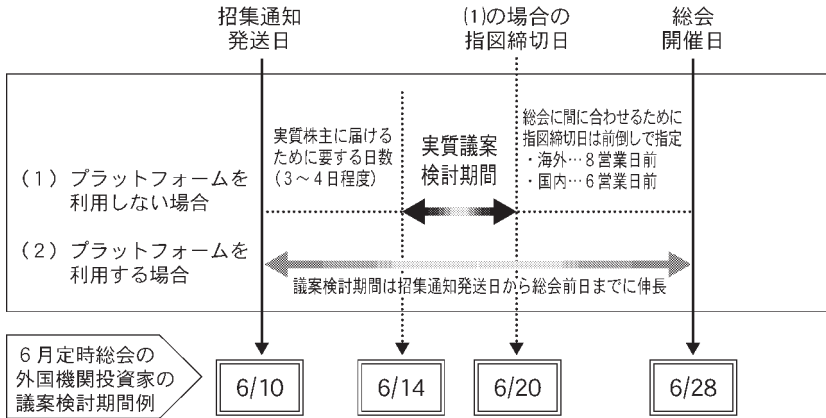 招集通知
発送日
(1)の場合の
指図締切日
総会
開催日
実質株主に届ける
ために要する日数
(3~4日程度)
実質議案
検討期間
総会に間に合わせるために
指図締切日は前倒しで指定
・海外…8営業日前
・国内…6営業日前
(1)プラットフォームを
利用しない場合
(2)プラットフォームを
利用する場合
議案検討期間は招集通知発送日から総会前日までに伸長
6月定時総会の
外国機関投資家の
議案検討期間例
6/10
6/14
6/20
6/28